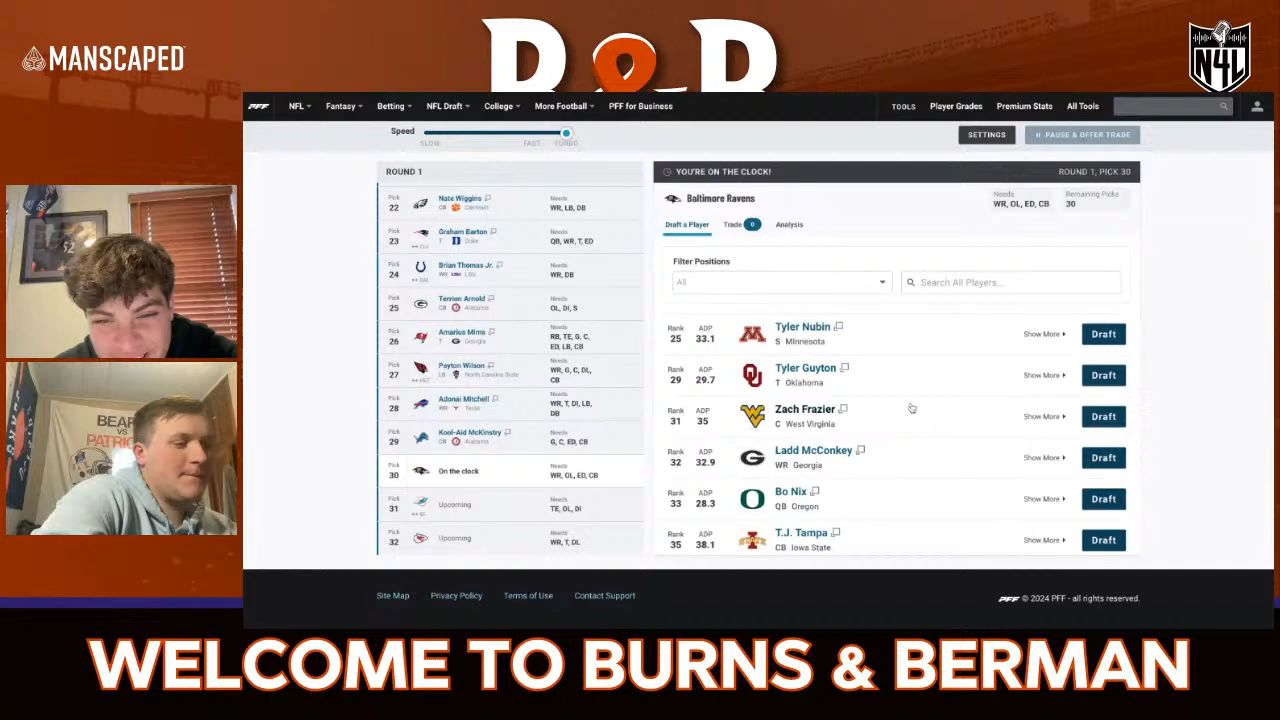 MANSCAPED
B&B
N4L
PFF NFL Fantasy Betting NFL Draft College More Football PFF for Business TOOLS Player Grades Premium Stats All Tools
Speed
SLOW FAST TURBO
SETTINGS
PAUSE & OFFER TRADE
ROUND 1
Pick 22 Nate Wiggins CB Clemson Needs WR, LB, DB
Pick 23 Graham Barton T Duke Needs QB, WR, T, ED
Pick 24 Brian Thomas Jr. WR LSU Needs WR, DB
Pick 25 Terrion Arnold CB Alabama Needs OL, DI, S
Pick 26 Amarius Mims T Georgia Needs RB, TE, G, C,
ED, LB, CB
Pick 27 Payton Wilson LB North Carolina State Needs WR, G, C, DL,
CB
Pick 28 Adonai Mitchell WR Texas Needs WR, T, DI, LB,
DB
Pick 29 Kool-Aid McKinstry CB Alabama Needs G, C, ED, CB
Pick 30 On the clock Needs WR, OL, ED, CB
Pick 31 Upcoming Needs TE, OL, DI
Pick 32 Upcoming Needs WR, T, DL
YOU'RE ON THE CLOCK! ROUND 1, PICK 30
Baltimore Ravens
Needs
WR, OL, ED, CB
Remaining Picks
30
Draft a Player Trade 0 Analysis
Filter Positions
All
Search All Players...
Rank 25 ADP 33.1 Tyler Nubin S Minnesota Show More Draft
Rank 29 ADP 29.7 Tyler Guyton T Oklahoma Show More Draft
Rank 31 ADP 35 Zach Frazier C West Virginia Show More Draft
Rank 32 ADP 32.9 Ladd McConkey WR Georgia Show More Draft
Rank 33 ADP 28.3 Bo Nix QB Oregon Show More Draft
Rank 35 ADP 38.1 T.J. Tampa CB Iowa State Show More Draft
Site Map Privacy Policy Terms of Use Contact Support
PFF © 2024 PFF - all rights reserved.
BEAR
PATRIO
WELCOME TO BURNS & BERMAN